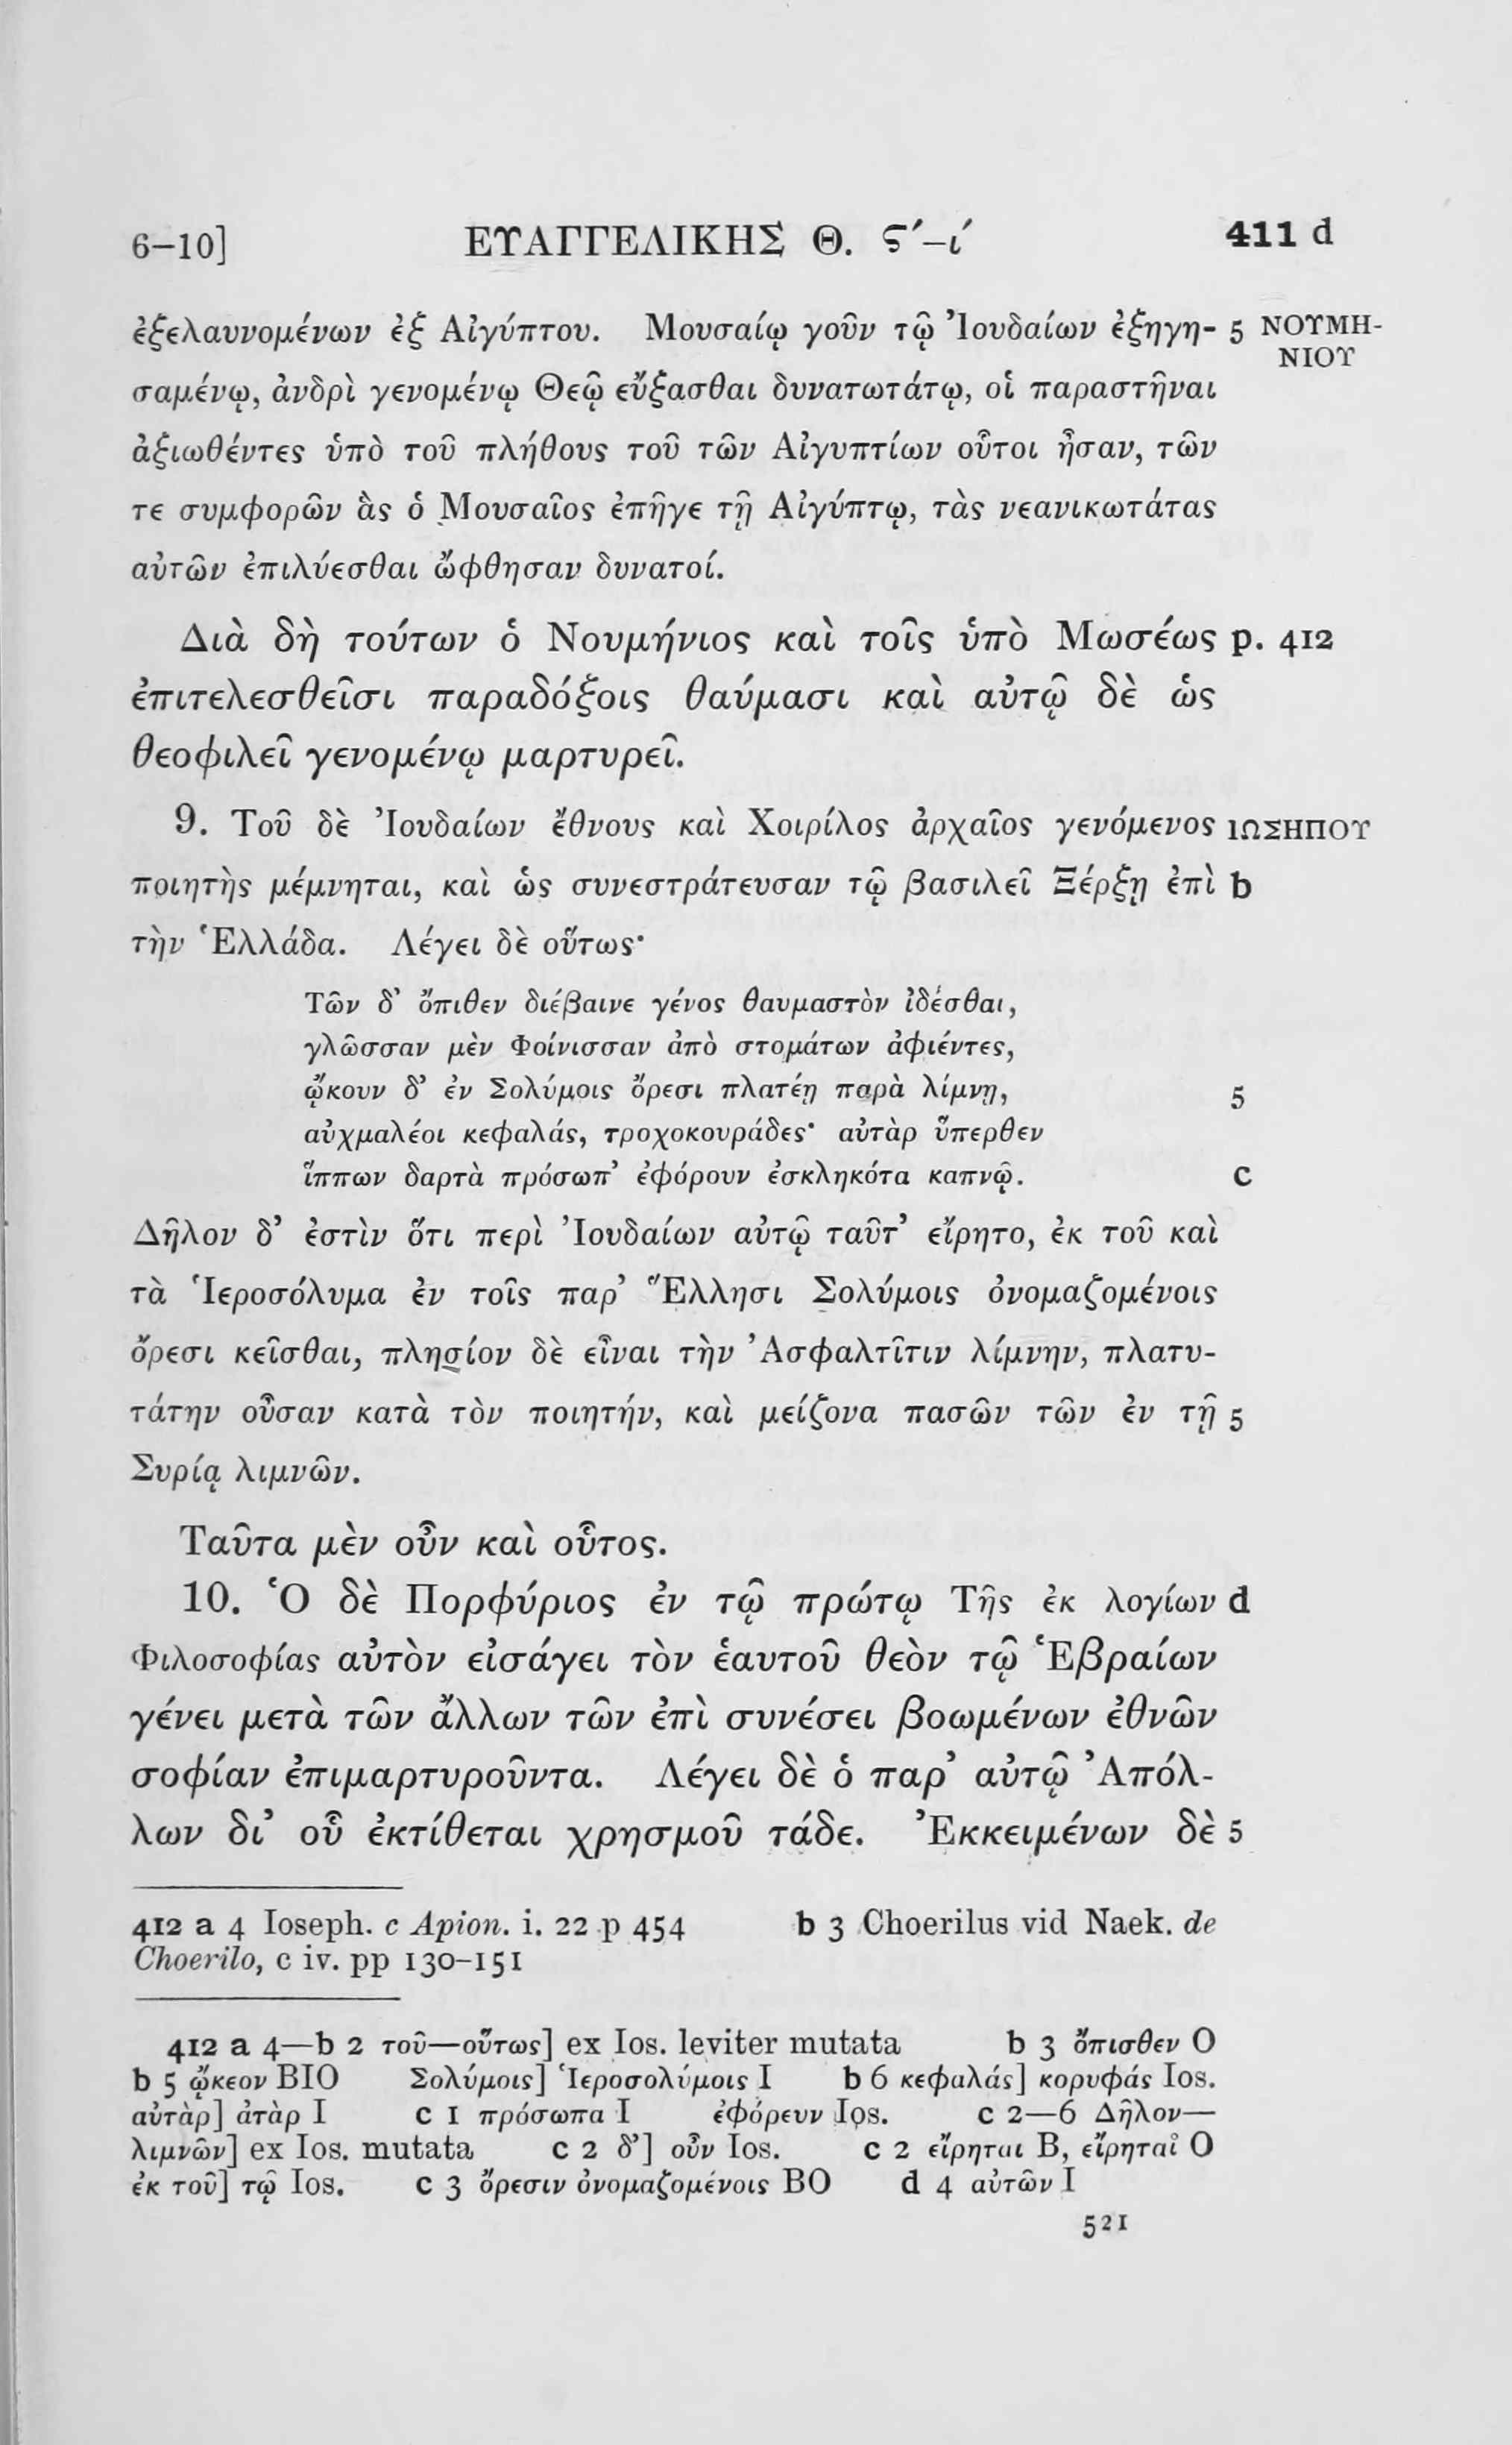 6–10] ΕΥΑΓΓΕΛΙΚΗΣ Θ. ϛ´–ί 411 d
ἐξελαυνομένων ἐξ Αἰγύπτου. Μουσαίῳ γοῦν τῷ Ἰουδαίων ἐξηγη- 5 ΝΟΥΜΗ-
ΝΙΟΥ
σαμένῳ, ἀνδρὶ γενομένῳ Θεῷ εὔξασθαι δυνατωτάτῳ, οἱ παραστῆναι
ἀξιωθέντες ὑπὸ τοῦ πλήθους τοῦ τῶν Αἰγυπτίων οὗτοι ἦσαν, τῶν
τε συμφορῶν ἃς ὁ Μουσαῖος ἐπῆγε τῇ Αἰγύπτῳ, τὰς νεανικωτάτας
αὐτῶν ἐπιλύεσθαι ὤφθησαν δυνατοί.
Διὰ δὴ τούτων ὁ Νουμήνιος καὶ τοῖς ὑπὸ Μωσέως p. 412
ἐπιτελεσθεῖσι παραδόξοις θαύμασι καὶ αὐτῷ δὲ ὡς
θεοφιλεῖ γενομένῳ μαρτυρεῖ.
9. Τοῦ δὲ Ἰουδαίων ἔθνους καὶ Χοιρίλος ἀρχαῖος γενόμενος ΙΩΣΗΠΟΥ
ποιητὴς μέμνηται, καὶ ὡς συνεστράτευσαν τῷ βασιλεῖ Ξέρξῃ ἐπὶ b
τὴν Ἑλλάδα. Λέγει δὲ οὕτως·
Τῶν δ’ ὄπιθεν διέβαινε γένος θαυμαστὸν ἰδέσθαι,
γλῶσσαν μὲν Φοίνισσαν ἀπὸ στομάτων ἀφιέντες,
ᾤκουν δ’ ἐν Σολύμοις ὄρεσι πλατέῃ παρὰ λίμνῃ, 5
αὐχμαλέοι κεφαλάς, τροχοκουράδες· αὐτὰρ ὕπερθεν
ἵππων δαρτὰ πρόσωπ’ ἐφόρουν ἐσκληκότα καπνῷ. c
Δῆλον δ’ ἐστὶν ὅτι περὶ Ἰουδαίων αὐτῷ ταῦτ’ εἴρητο, ἐκ τοῦ καὶ
τὰ Ἱεροσόλυμα ἐν τοῖς παρ’ Ἕλλησι Σολύμοις ὀνομαζομένοις
ὄρεσι κεῖσθαι, πλησίον δὲ εἶναι τὴν Ἀσφαλτῖτιν λίμνην, πλατυ-
τάτην οὖσαν κατὰ τὸν ποιητήν, καὶ μείζονα πασῶν τῶν ἐν τῇ 5
Συρίᾳ λιμνῶν.
Ταῦτα μὲν οὖν καὶ οὗτος.
10. Ὁ δὲ Πορφύριος ἐν τῷ πρώτῳ Τῆς ἐκ λογίων d
Φιλοσοφίας αὐτὸν εἰσάγει τὸν ἑαυτοῦ θεὸν τῷ Ἑβραίων
γένει μετὰ τῶν ἄλλων τῶν ἐπὶ συνέσει βοωμένων ἐθνῶν
σοφίαν ἐπιμαρτυροῦντα. Λέγει δὲ ὁ παρ’ αὐτῷ Ἀπόλ-
λων δι’ οὗ ἐκτίθεται χρησμοῦ τάδε. Ἐκκειμένων δὲ 5
412 a 4 Ioseph. c Apion. i. 22 p 454 b 3 Choerilus vid Naek. de
Choerilo, c iv. pp 130–151
412 a 4—b 2 τοῦ—οὕτως] ex Ios. leviter mutata b 3 ὄπισθεν O
b 5 ᾤκεον BIO Σολύμοις] Ἱεροσολύμοις I b 6 κεφαλάς] κορυφάς Ios.
αὐτὰρ] ἀτὰρ I c 1 πρόσωπα I ἐφόρευν Ios. c 2—6 Δῆλον—
λιμνῶν] ex Ios. mutata c 2 δ’] οὖν Ios. c 2 εἴρηται B, εἴρηταῖ O
ἐκ τοῦ] τῷ Ios. c 3 ὄρεσιν ὀνομαζομένοις BO d 4 αὐτῶν I
521